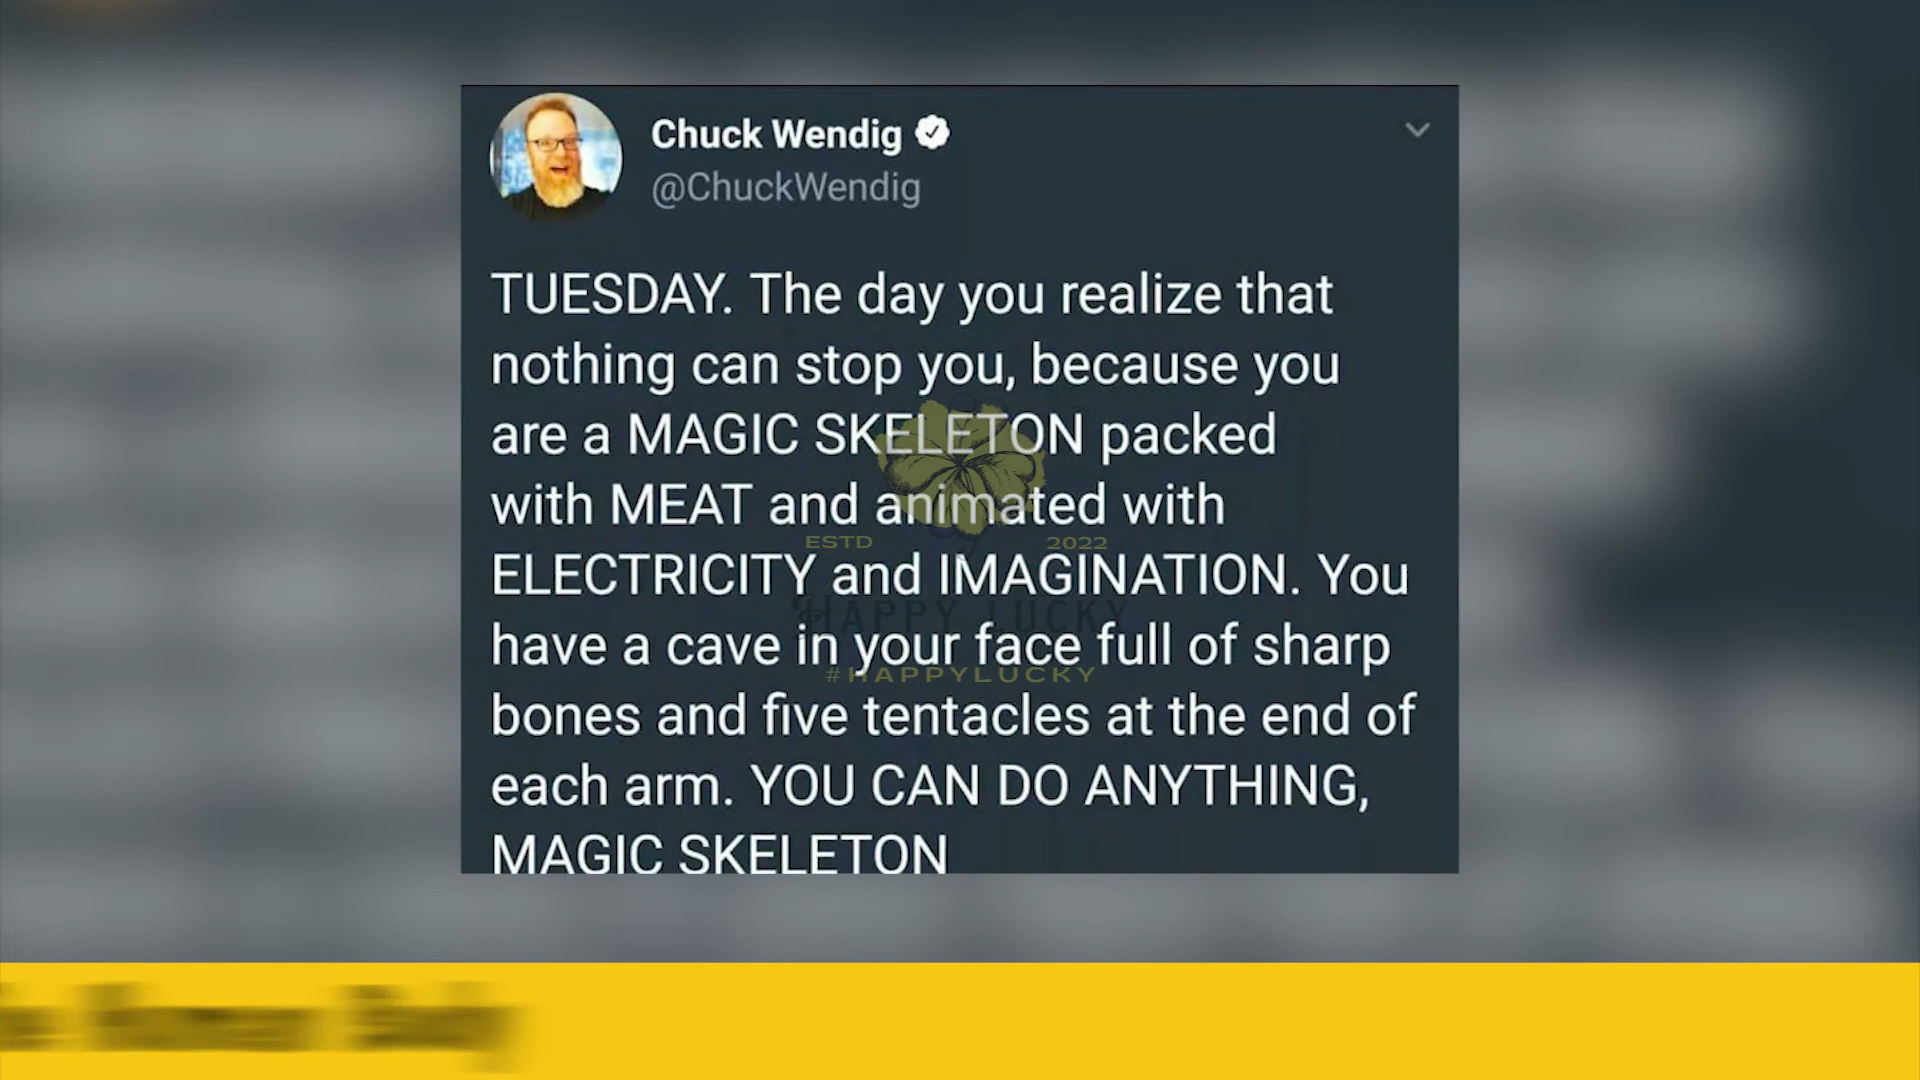 Chuck Wendig
@ChuckWendig
TUESDAY. The day you realize that
nothing can stop you, because you
are a MAGIC SKELETON packed
with MEAT and animated with
ESTD 2022
ELECTRICITY and IMAGINATION. You
HAPPY LUCKY
have a cave in your face full of sharp
#HAPPYLUCKY
bones and five tentacles at the end of
each arm. YOU CAN DO ANYTHING,
MAGIC SKELETON